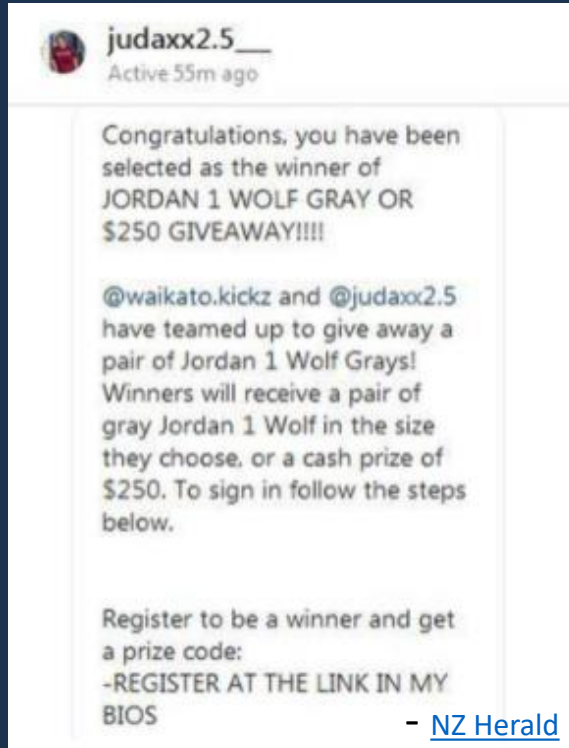 judaxx2.5__
Active 55m ago
Congratulations, you have been
selected as the winner of
JORDAN 1 WOLF GRAY OR
$250 GIVEAWAY!!!!
@waikato.kickz and @judaxx2.5
have teamed up to give away a
pair of Jordan 1 Wolf Grays!
Winners will receive a pair of
gray Jordan 1 Wolf in the size
they choose, or a cash prize of
$250. To sign in follow the steps
below.
Register to be a winner and get
a prize code:
-REGISTER AT THE LINK IN MY
BIOS
- NZ Herald